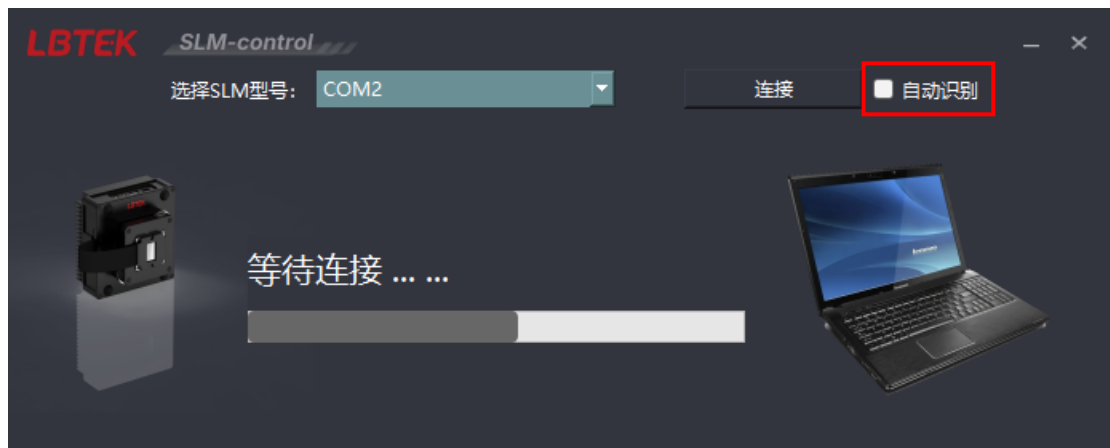 LBTEK SLM-control
选择SLM型号： COM2 连接 自动识别
等待连接 ... ...